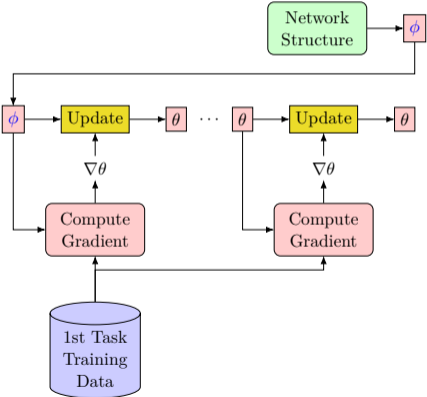 Network
Structure
ϕ
ϕ
Update
θ
···
θ
Update
θ
∇θ
∇θ
Compute
Gradient
Compute
Gradient
1st Task
Training
Data